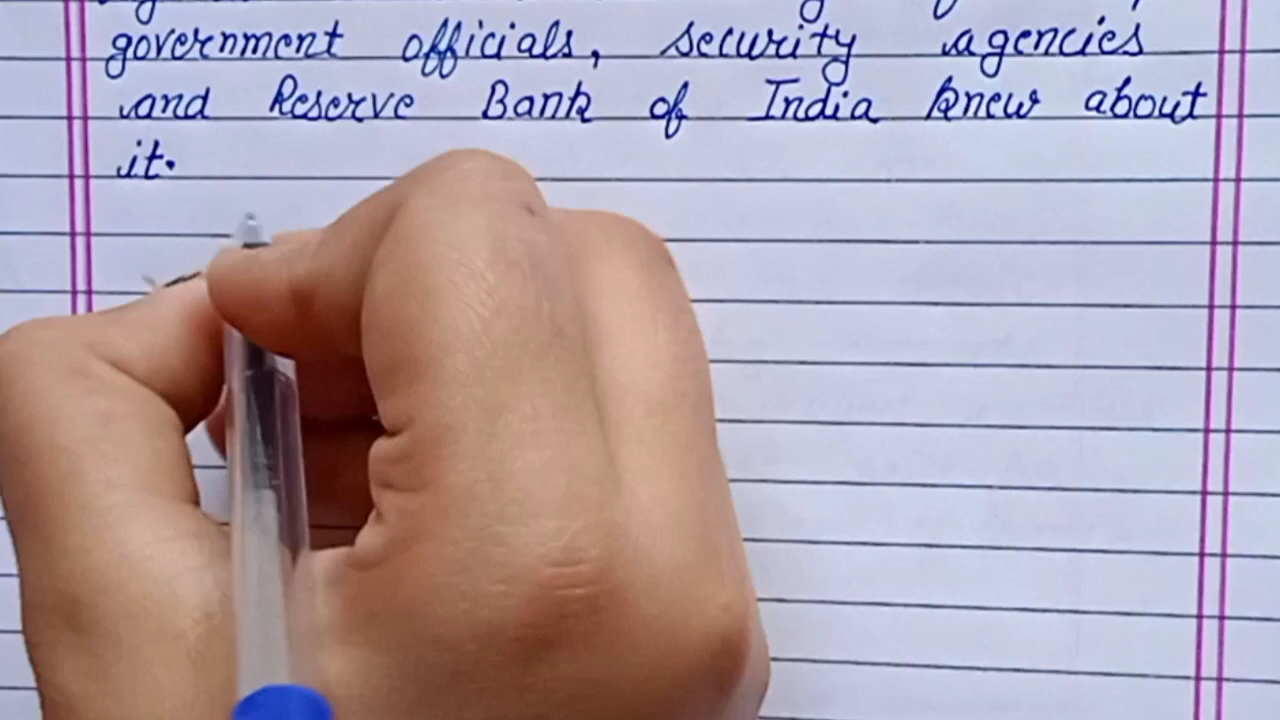 government officials, security agencies
and Reserve Bank of India knew about
it.